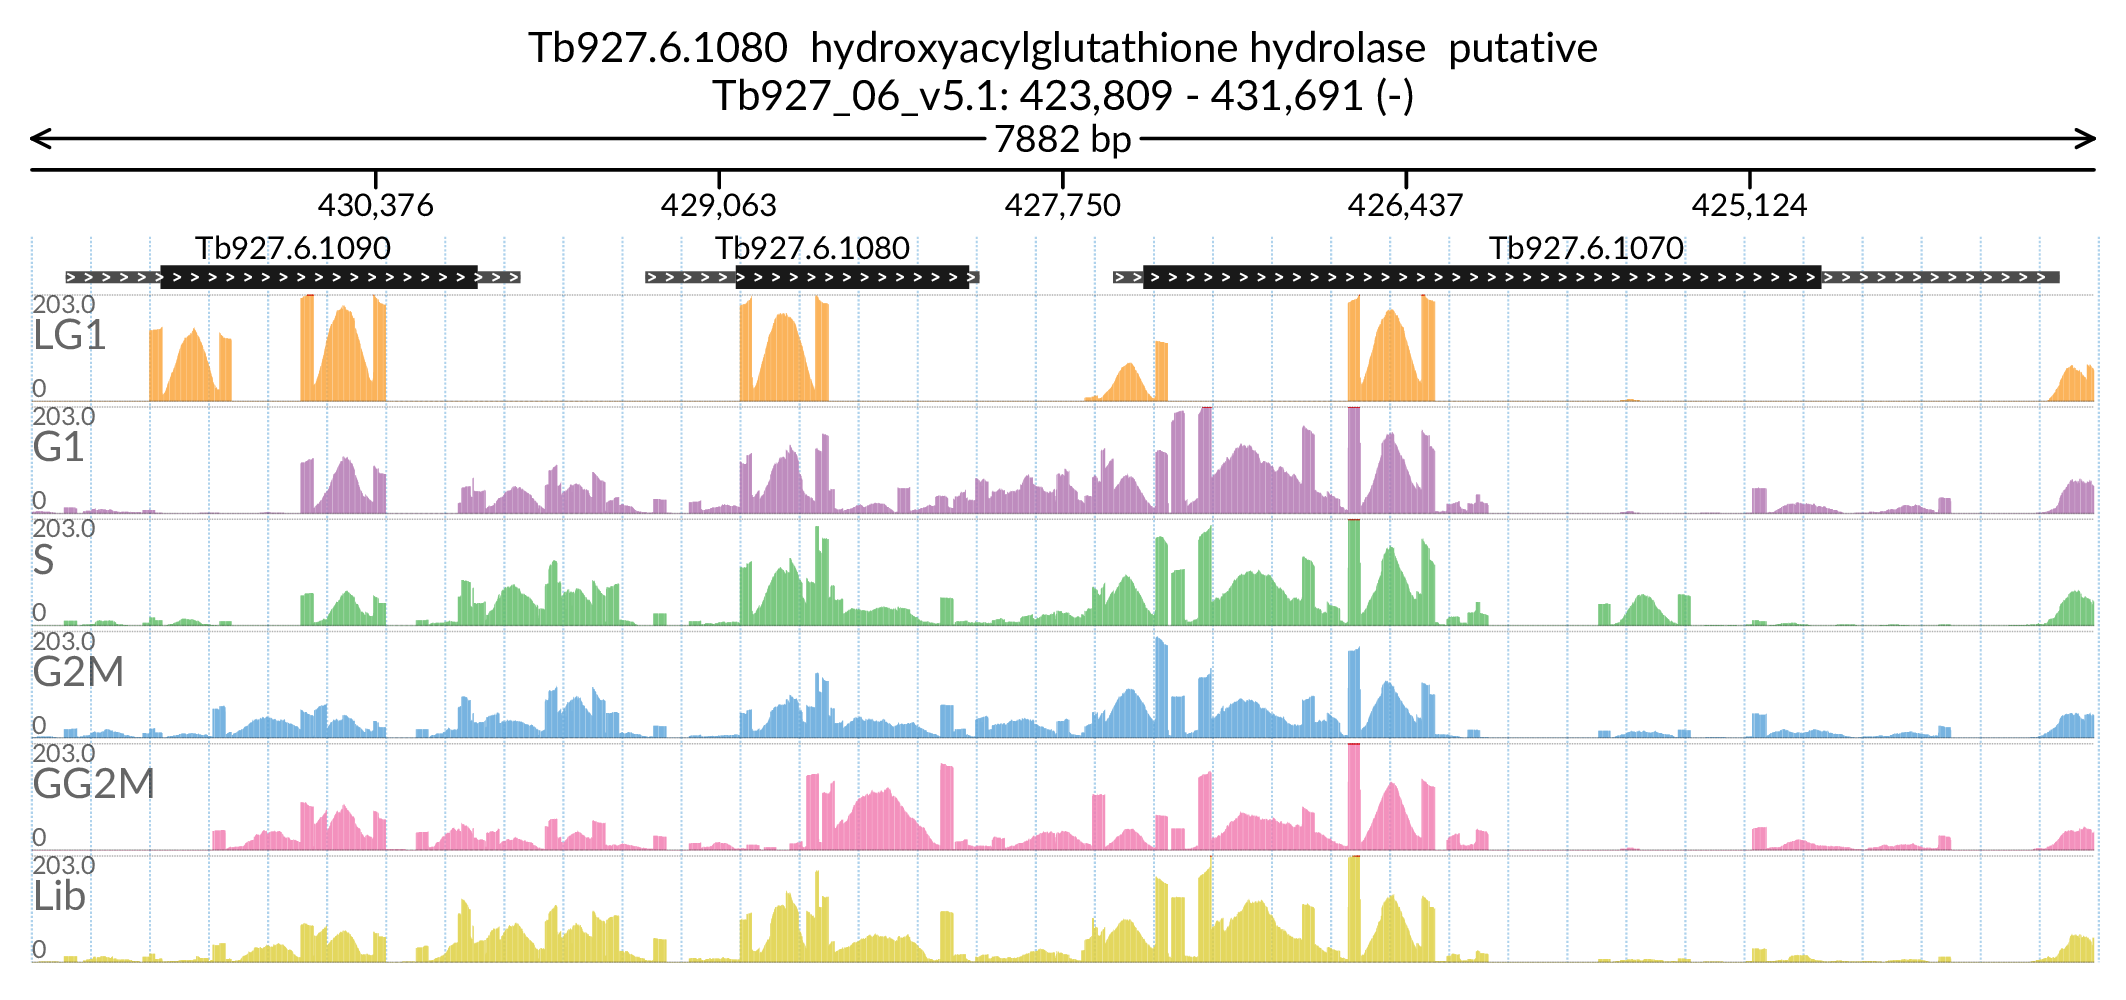 Tb927.6.1080 hydroxyacylglutathione hydrolase putative
Tb927_06_v5.1: 423,809 - 431,691 (-)
7882 bp
430,376 429,063 427,750 426,437 425,124
Tb927.6.1090 Tb927.6.1080 Tb927.6.1070
203.0
LG1
0
203.0
G1
0
203.0
S
0
203.0
G2M
0
203.0
GG2M
0
203.0
Lib
0